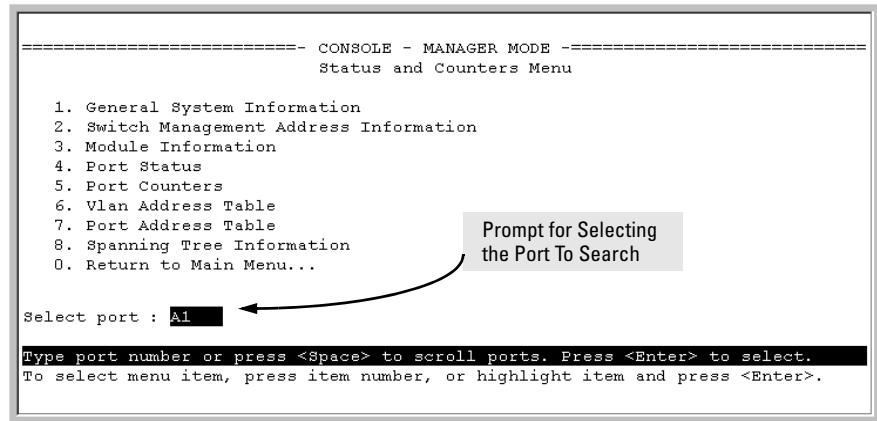 ==========================- CONSOLE - MANAGER MODE -============================
Status and Counters Menu
1. General System Information
2. Switch Management Address Information
3. Module Information
4. Port Status
5. Port Counters
6. Vlan Address Table
7. Port Address Table
8. Spanning Tree Information
0. Return to Main Menu...
Prompt for Selecting
the Port To Search
Select port : A1
Type port number or press <Space> to scroll ports. Press <Enter> to select.
To select menu item, press item number, or highlight item and press <Enter>.